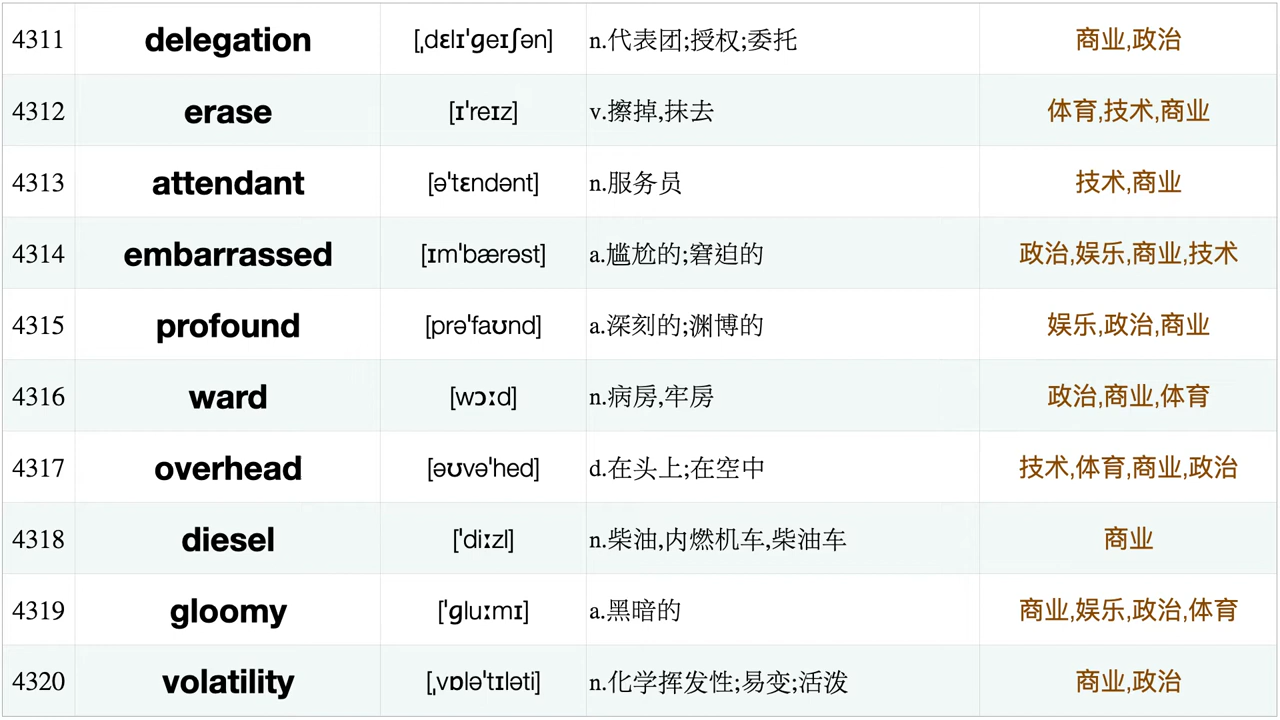 4311 delegation [ˌdɛlɪˈɡeɪʃən] n.代表团;授权;委托 商业,政治
4312 erase [ɪˈreɪz] v.擦掉,抹去 体育,技术,商业
4313 attendant [əˈtɛndənt] n.服务员 技术,商业
4314 embarrassed [ɪmˈbærəst] a.尴尬的;窘迫的 政治,娱乐,商业,技术
4315 profound [prəˈfaʊnd] a.深刻的;渊博的 娱乐,政治,商业
4316 ward [wɔːd] n.病房,牢房 政治,商业,体育
4317 overhead [əʊvəˈhed] d.在头上;在空中 技术,体育,商业,政治
4318 diesel [ˈdiːzl] n.柴油,内燃机车,柴油车 商业
4319 gloomy [ˈɡluːmɪ] a.黑暗的 商业,娱乐,政治,体育
4320 volatility [ˌvɒləˈtɪləti] n.化学挥发性;易变;活泼 商业,政治